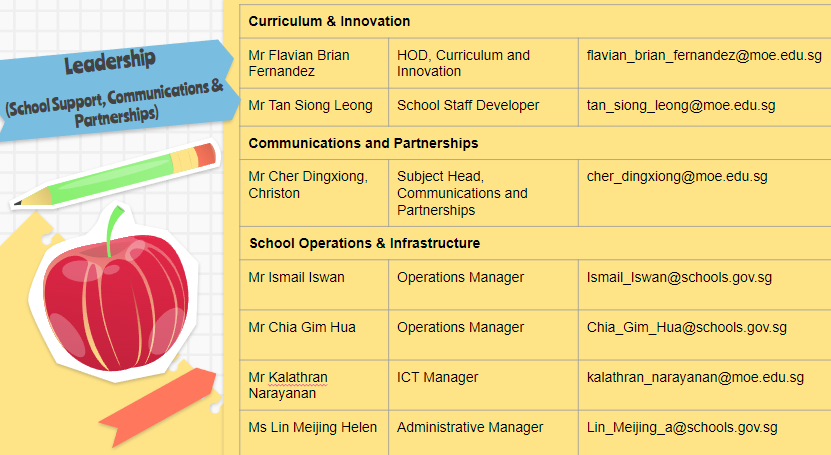 Leadership
(School Support, Communications &
Partnerships)
Curriculum & Innovation
Mr Flavian Brian
Fernandez
HOD, Curriculum and
Innovation
flavian_brian_fernandez@moe.edu.sg
Mr Tan Siong Leong
School Staff Developer
tan_siong_leong@moe.edu.sg
Communications and Partnerships
Mr Cher Dingxiong,
Christon
Subject Head,
Communications and
Partnerships
cher_dingxiong@moe.edu.sg
School Operations & Infrastructure
Mr Ismail Iswan
Operations Manager
Ismail_Iswan@schools.gov.sg
Mr Chia Gim Hua
Operations Manager
Chia_Gim_Hua@schools.gov.sg
Mr Kalathran
Narayanan
ICT Manager
kalathran_narayanan@moe.edu.sg
Ms Lin Meijing Helen
Administrative Manager
Lin_Meijing_a@schools.gov.sg